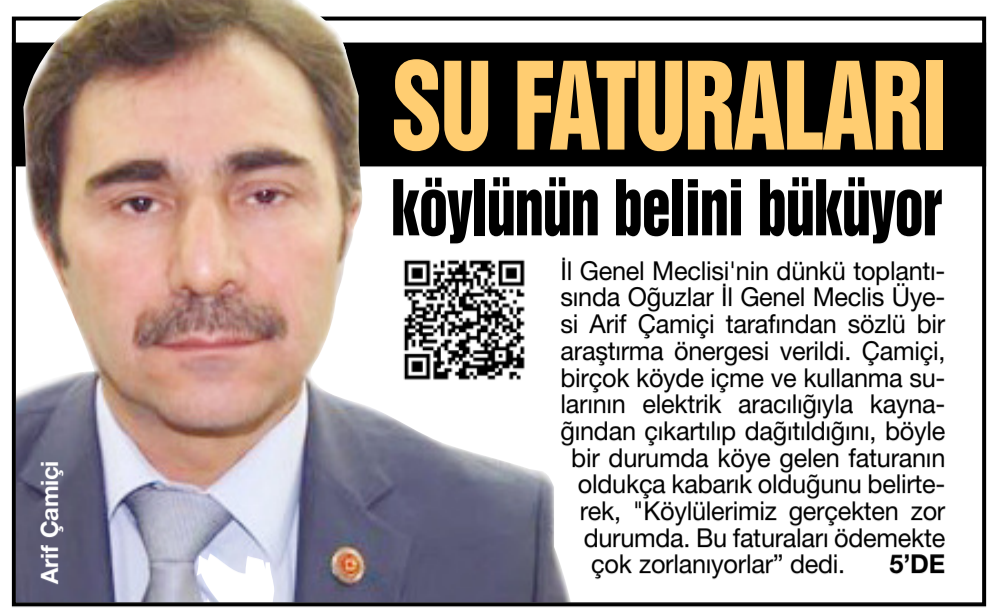 SU FATURALARI
köylünün belini büküyor
İl Genel Meclisi'nin dünkü toplantı-
sında Oğuzlar İl Genel Meclis Üye-
si Arif Çamiçi tarafından sözlü bir
araştırma önergesi verildi. Çamiçi,
birçok köyde içme ve kullanma su-
larının elektrik aracılığıyla kayna-
ğından çıkartılıp dağıtıldığını, böyle
bir durumda köye gelen faturanın
oldukça kabarık olduğunu belirte-
rek, "Köylülerimiz gerçekten zor
durumda. Bu faturaları ödemekte
çok zorlanıyorlar” dedi. 5’DE
Arif Çamiçi